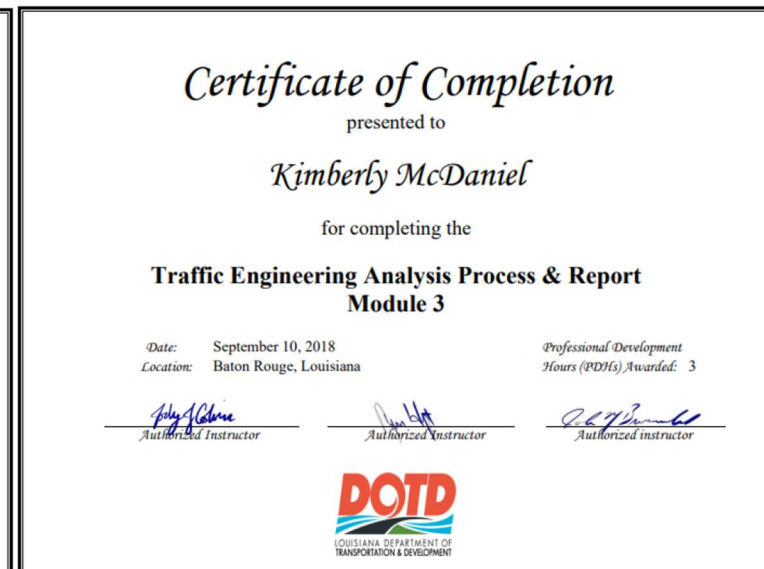 Certificate of Completion
presented to
Kimberly McDaniel
for completing the
Traffic Engineering Analysis Process & Report
Module 3
Date: September 10, 2018
Location: Baton Rouge, Louisiana
Professional Development
Hours (PDHs) Awarded: 3
Authorized Instructor
Authorized Instructor
Authorized instructor
DOTD
LOUISIANA DEPARTMENT OF
TRANSPORTATION & DEVELOPMENT